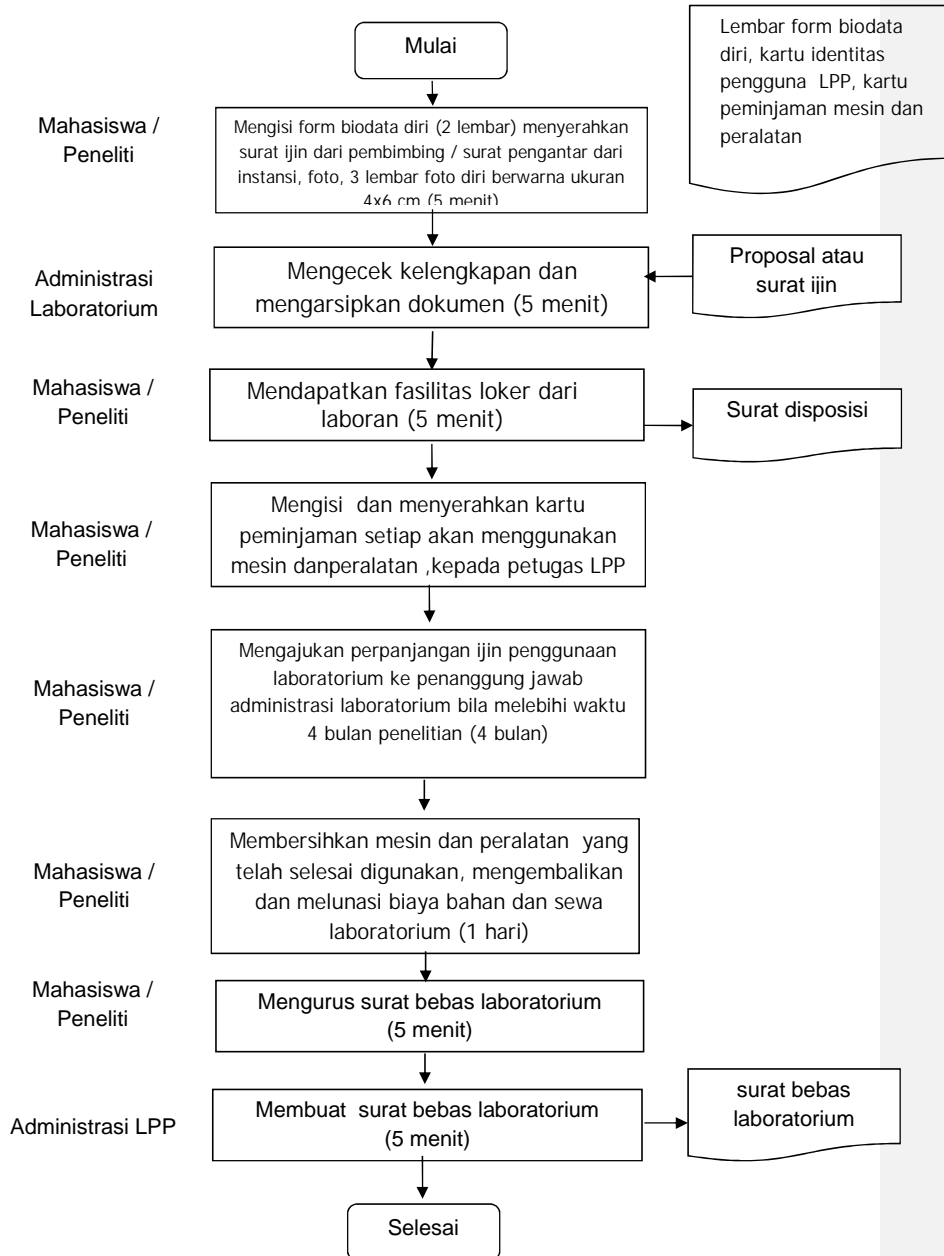 Mulai
Lembar form biodata
diri, kartu identitas
pengguna LPP, kartu
peminjaman mesin dan
peralatan
Mahasiswa /
Peneliti
Mengisi form biodata diri (2 lembar) menyerahkan
surat ijin dari pembimbing / surat pengantar dari
instansi, foto, 3 lembar foto diri berwarna ukuran
4x6 cm (5 menit)
Administrasi
Laboratorium
Mengecek kelengkapan dan
mengarsipkan dokumen (5 menit)
Proposal atau
surat ijin
Mahasiswa /
Peneliti
Mendapatkan fasilitas loker dari
laboran (5 menit)
Surat disposisi
Mahasiswa /
Peneliti
Mengisi dan menyerahkan kartu
peminjaman setiap akan menggunakan
mesin danperalatan ,kepada petugas LPP
Mahasiswa /
Peneliti
Mengajukan perpanjangan ijin penggunaan
laboratorium ke penanggung jawab
administrasi laboratorium bila melebihi waktu
4 bulan penelitian (4 bulan)
Mahasiswa /
Peneliti
Membersihkan mesin dan peralatan yang
telah selesai digunakan, mengembalikan
dan melunasi biaya bahan dan sewa
laboratorium (1 hari)
Mahasiswa /
Peneliti
Mengurus surat bebas laboratorium
(5 menit)
Administrasi LPP
Membuat surat bebas laboratorium
(5 menit)
surat bebas
laboratorium
Selesai